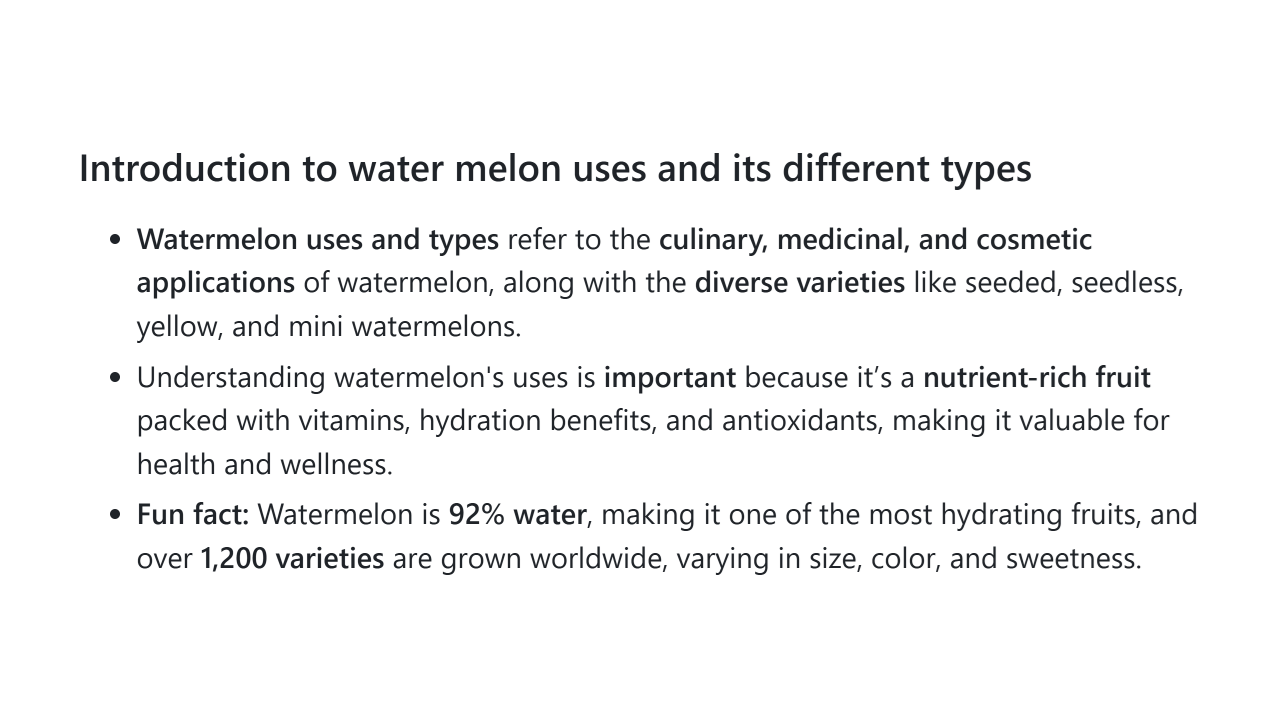 Introduction to water melon uses and its different types
• Watermelon uses and types refer to the culinary, medicinal, and cosmetic
applications of watermelon, along with the diverse varieties like seeded, seedless,
yellow, and mini watermelons.
• Understanding watermelon's uses is important because it’s a nutrient-rich fruit
packed with vitamins, hydration benefits, and antioxidants, making it valuable for
health and wellness.
• Fun fact: Watermelon is 92% water, making it one of the most hydrating fruits, and
over 1,200 varieties are grown worldwide, varying in size, color, and sweetness.